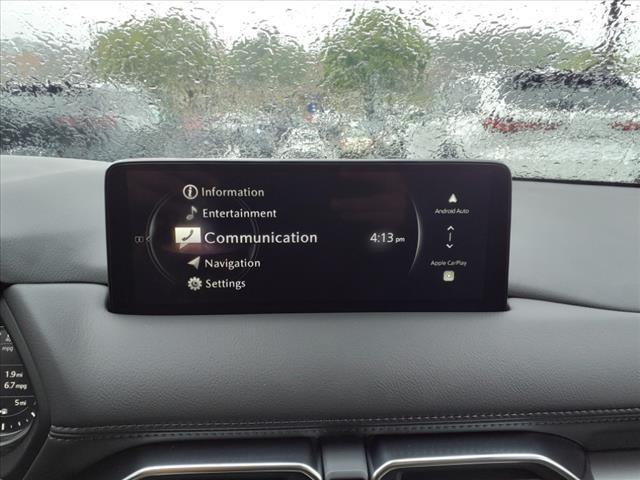 Information
Entertainment
Communication
4:13 pm
Navigation
Settings
Android Auto
Apple CarPlay
mpg
1.9 mi
6.7 mpg
5 mi